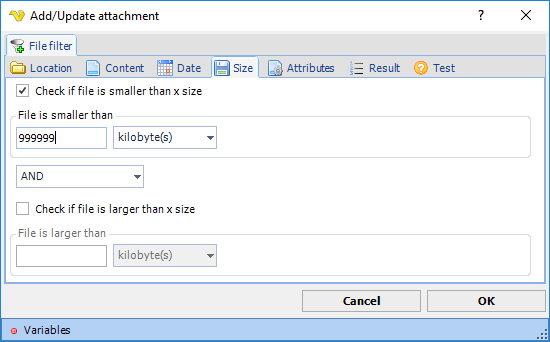 Add/Update attachment
?
File filter
Location Content Date Size Attributes Result Test
Check if file is smaller than x size
File is smaller than
999999 kilobyte(s)
AND
Check if file is larger than x size
File is larger than
kilobyte(s)
Cancel OK
Variables